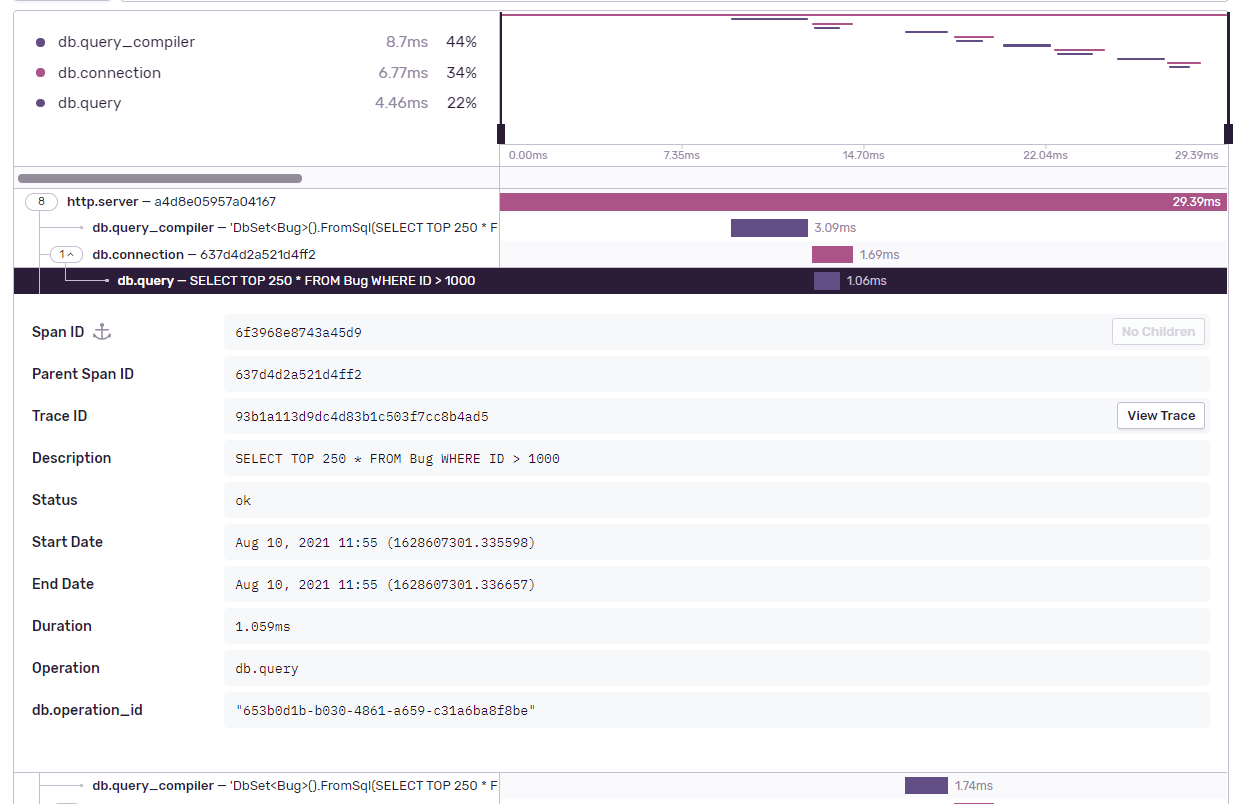 db.query_compiler 8.7ms 44%
db.connection 6.77ms 34%
db.query 4.46ms 22%
0.00ms 7.35ms 14.70ms 22.04ms 29.39ms
8 http.server — a4d8e05957a04167 29.39ms
db.query_compiler — 'DbSet<Bug>().FromSql(SELECT TOP 250 * F 3.09ms
1 db.connection — 637d4d2a521d4ff2 1.69ms
db.query — SELECT TOP 250 * FROM Bug WHERE ID > 1000 1.06ms
Span ID 6f3968e8743a45d9 No Children
Parent Span ID 637d4d2a521d4ff2
Trace ID 93b1a113d9dc4d83b1c503f7cc8b4ad5 View Trace
Description SELECT TOP 250 * FROM Bug WHERE ID > 1000
Status ok
Start Date Aug 10, 2021 11:55 (1628607301.335598)
End Date Aug 10, 2021 11:55 (1628607301.336657)
Duration 1.059ms
Operation db.query
db.operation_id "653b0d1b-b030-4861-a659-c31a6ba8f8be"
db.query_compiler — 'DbSet<Bug>().FromSql(SELECT TOP 250 * F 1.74ms